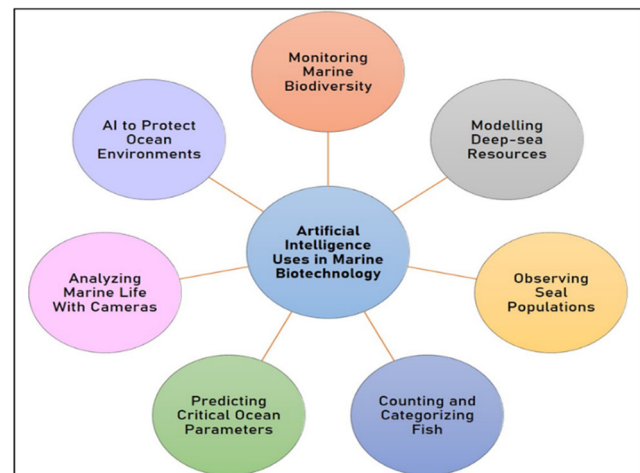 Monitoring
Marine
Biodiversity
AI to Protect
Ocean
Environments
Modelling
Deep-sea
Resources
Artificial
Intelligence
Uses in Marine
Biotechnology
Analyzing
Marine Life
With Cameras
Observing
Seal
Populations
Predicting
Critical Ocean
Parameters
Counting and
Categorizing
Fish